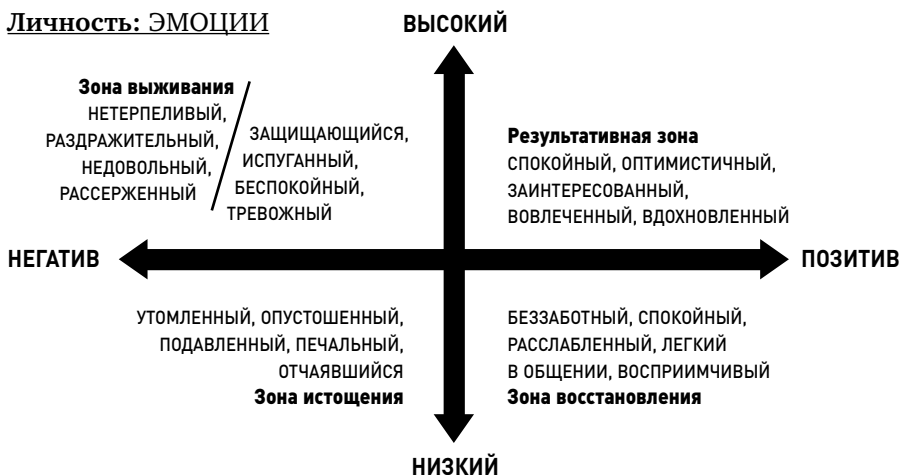 Личность: ЭМОЦИИ
ВЫСОКИЙ
Зона выживания
НЕТЕРПЕЛИВЫЙ,
РАЗДРАЖИТЕЛЬНЫЙ,
НЕДОВОЛЬНЫЙ,
РАССЕРЖЕННЫЙ
ЗАЩИЩАЮЩИЙСЯ,
ИСПУГАННЫЙ,
БЕСПОКОЙНЫЙ,
ТРЕВОЖНЫЙ
Результативная зона
СПОКОЙНЫЙ, ОПТИМИСТИЧНЫЙ,
ЗАИНТЕРЕСОВАННЫЙ,
ВОВЛЕЧЕННЫЙ, ВДОХНОВЛЕННЫЙ
НЕГАТИВ
ПОЗИТИВ
УТОМЛЕННЫЙ, ОПУСТОШЕННЫЙ,
ПОДАВЛЕННЫЙ, ПЕЧАЛЬНЫЙ,
ОТЧАЯВШИЙСЯ
Зона истощения
БЕЗЗАБОТНЫЙ, СПОКОЙНЫЙ,
РАССЛАБЛЕННЫЙ, ЛЕГКИЙ
В ОБЩЕНИИ, ВОСПРИИМЧИВЫЙ
Зона восстановления
НИЗКИЙ